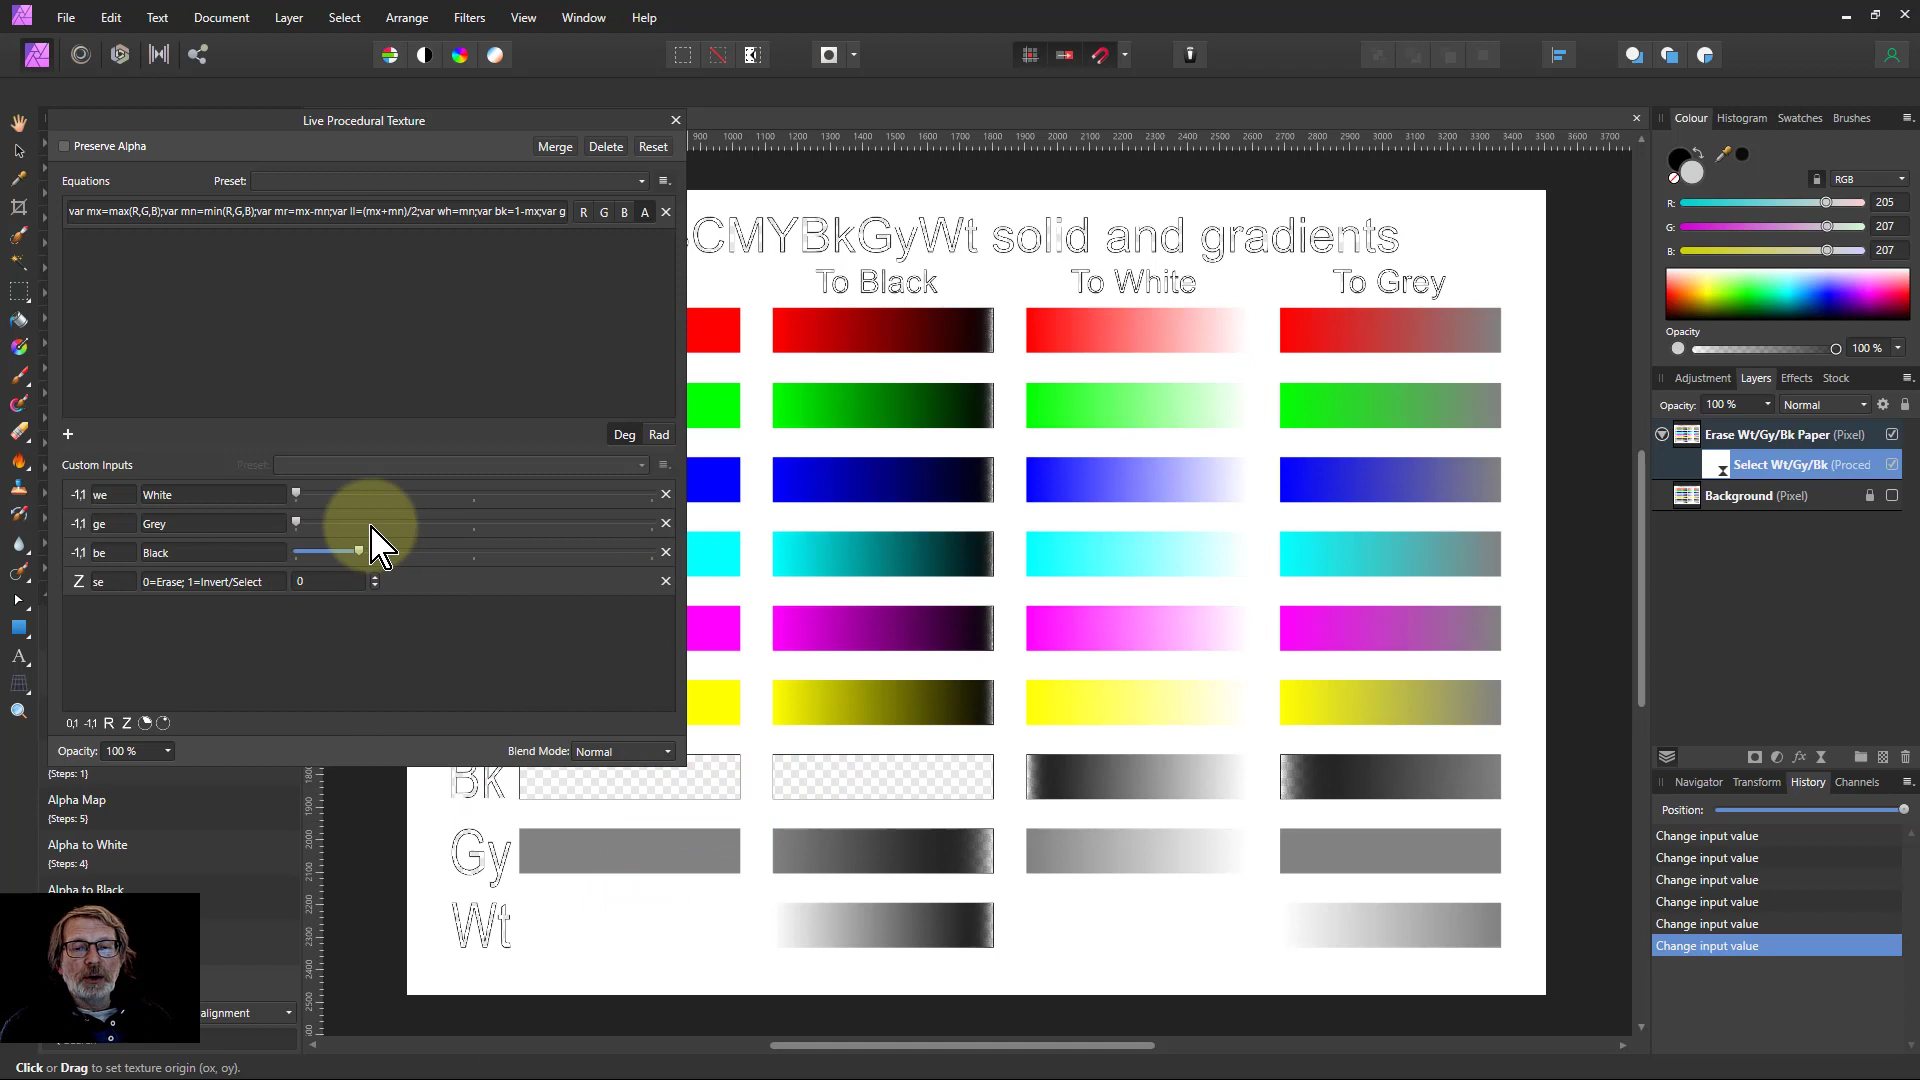 File Edit Text Document Layer Select Arrange Filters View Window Help
Live Procedural Texture
Preserve Alpha
Merge Delete Reset
Equations
Preset:
var mx=max(R,G,B);var mn=min(R,G,B);var mr=mx-mn;var ll=(mx+mn)/2;var wh=mn;var bk=1-mx;var g
R G B A
Deg Rad
Custom Inputs
Preset:
-1,1 we White
-1,1 ge Grey
-1,1 be Black
Z se 0=Erase; 1=Invert/Select 0
0,1 -1,1 R Z
Opacity: 100 %
Blend Mode: Normal
{Steps: 1}
Alpha Map
{Steps: 5}
Alpha to White
{Steps: 4}
Alpha to Black
alignment
Click or Drag to set texture origin (ox, oy).
900 1000 1100 1200 1300 1400 1500 1600 1700 1800 1900 2000 2100 2200 2300 2400 2500 2600 2700 2800 2900 3000 3100 3200 3300 3400 3500 3600 3700
CMYBkGyWt solid and gradients
To Black To White To Grey
Bk
Gy
Wt
1800
1900
2000
2100
2200
2300
2400
2500
Colour Histogram Swatches Brushes
RGB
R: 205
G: 207
B: 207
Opacity
100 %
Adjustment Layers Effects Stock
Opacity: 100 % Normal
Erase Wt/Gy/Bk Paper (Pixel)
Select Wt/Gy/Bk (Proced
Background (Pixel)
fx
Navigator Transform History Channels
Position:
Change input value
Change input value
Change input value
Change input value
Change input value
Change input value